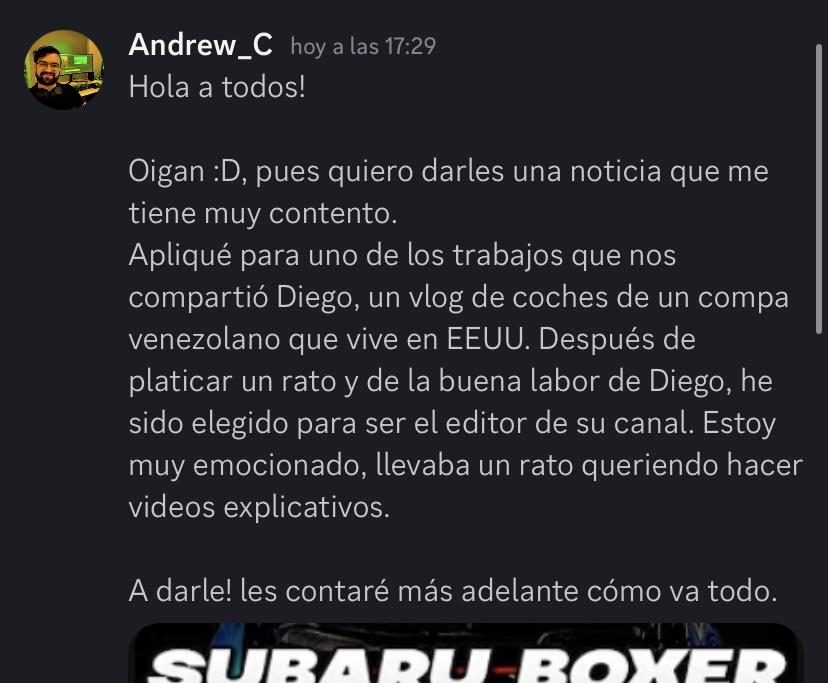 Andrew_C hoy a las 17:29
Hola a todos!
Oigan :D, pues quiero darles una noticia que me
tiene muy contento.
Apliqué para uno de los trabajos que nos
compartió Diego, un vlog de coches de un compa
venezolano que vive en EEUU. Después de
platicar un rato y de la buena labor de Diego, he
sido elegido para ser el editor de su canal. Estoy
muy emocionado, llevaba un rato queriendo hacer
videos explicativos.
A darle! les contaré más adelante cómo va todo.
SUBARU BOXER